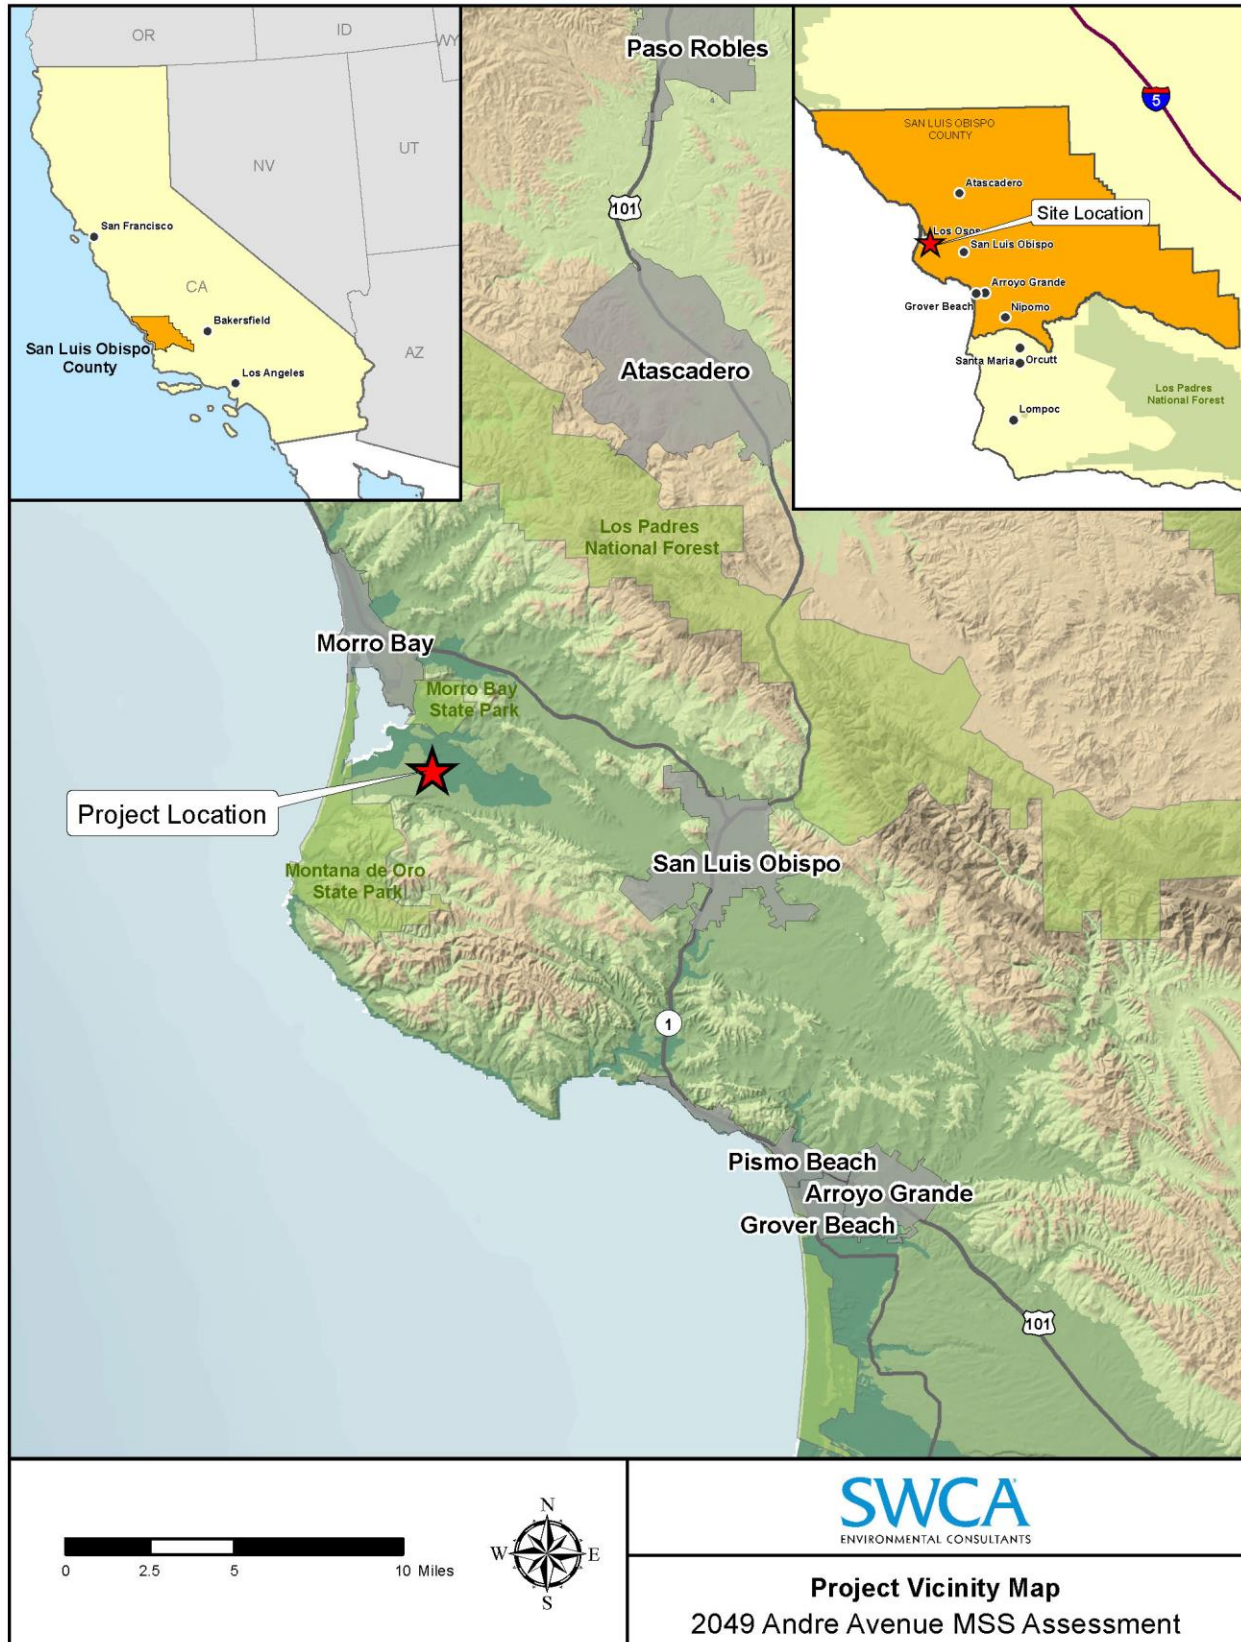 OR
ID
WY
NV
UT
CA
AZ
San Francisco
Bakersfield
Los Angeles
San Luis Obispo
County
Paso Robles
101
Atascadero
Los Padres
National Forest
Morro Bay
Morro Bay
State Park
Project Location
Montana de Oro
State Park
San Luis Obispo
1
Pismo Beach
Arroyo Grande
Grover Beach
101
5
SAN LUIS OBISPO
COUNTY
Atascadero
Site Location
Los Osos
San Luis Obispo
Arroyo Grande
Grover Beach
Nipomo
Santa Maria
Orcutt
Los Padres
National Forest
Lompoc
0 2.5 5 10 Miles
N
W E
S
SWCA
ENVIRONMENTAL CONSULTANTS
Project Vicinity Map
2049 Andre Avenue MSS Assessment